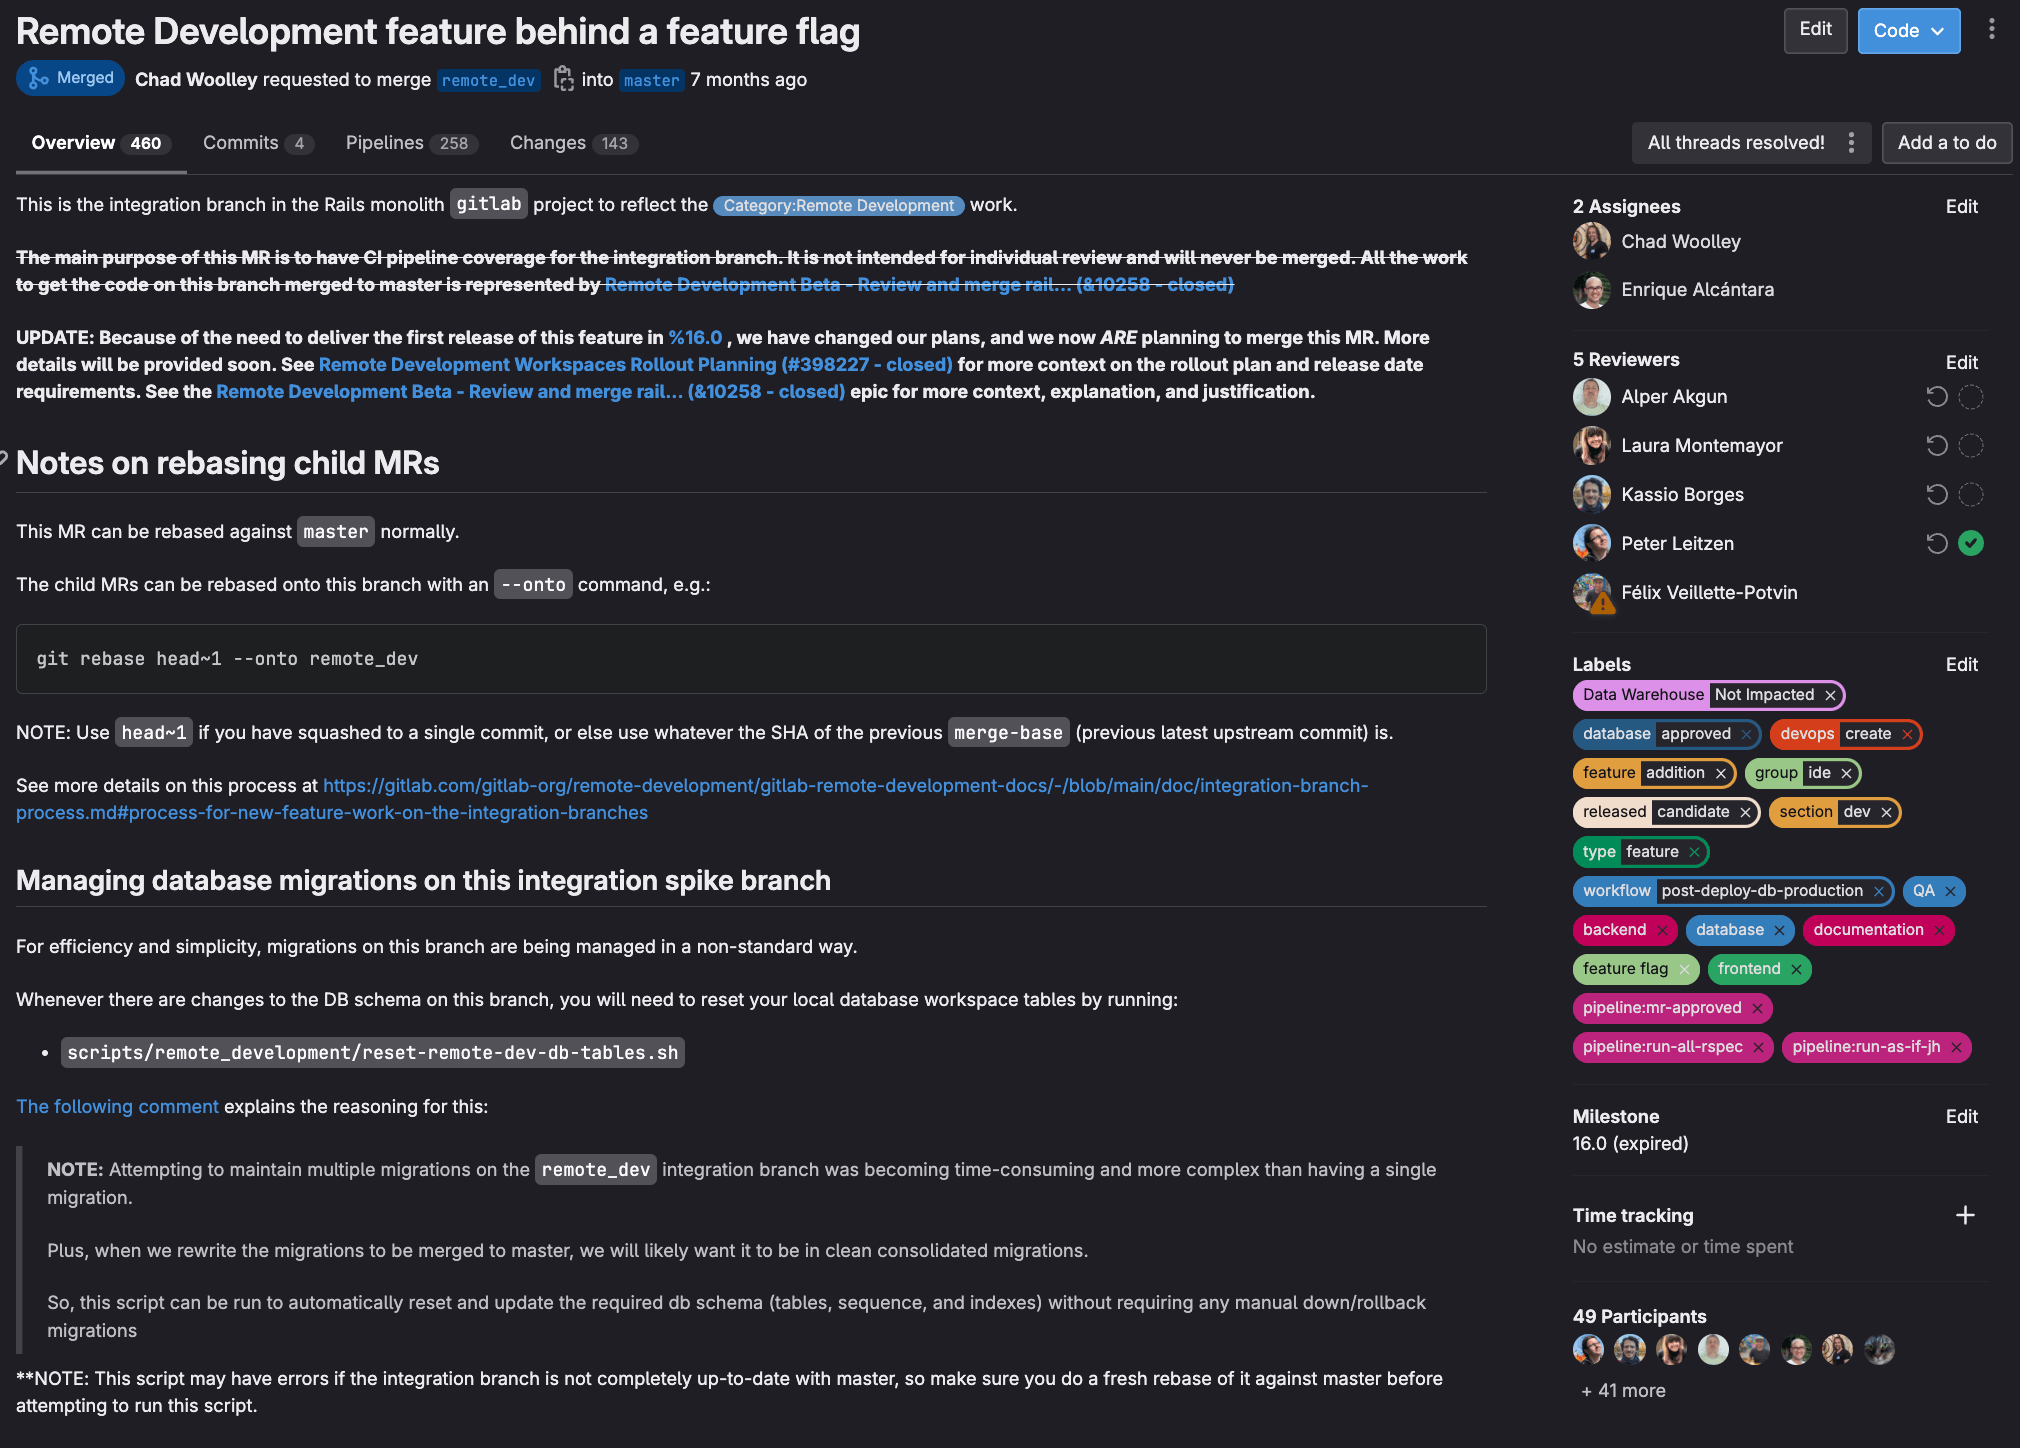 Remote Development feature behind a feature flag
Edit
Code
Merged Chad Woolley requested to merge remote_dev into master 7 months ago
Overview 460 Commits 4 Pipelines 258 Changes 143
All threads resolved!
Add a to do
This is the integration branch in the Rails monolith gitlab project to reflect the Category:Remote Development work.
The main purpose of this MR is to have CI pipeline coverage for the integration branch. It is not intended for individual review and will never be merged. All the work
to get the code on this branch merged to master is represented by Remote Development Beta - Review and merge rail... (&10258 - closed)
UPDATE: Because of the need to deliver the first release of this feature in %16.0 , we have changed our plans, and we now ARE planning to merge this MR. More
details will be provided soon. See Remote Development Workspaces Rollout Planning (#398227 - closed) for more context on the rollout plan and release date
requirements. See the Remote Development Beta - Review and merge rail... (&10258 - closed) epic for more context, explanation, and justification.
Notes on rebasing child MRs
This MR can be rebased against master normally.
The child MRs can be rebased onto this branch with an --onto command, e.g.:
git rebase head~1 --onto remote_dev
NOTE: Use head~1 if you have squashed to a single commit, or else use whatever the SHA of the previous merge-base (previous latest upstream commit) is.
See more details on this process at https://gitlab.com/gitlab-org/remote-development/gitlab-remote-development-docs/-/blob/main/doc/integration-branch-
process.md#process-for-new-feature-work-on-the-integration-branches
Managing database migrations on this integration spike branch
For efficiency and simplicity, migrations on this branch are being managed in a non-standard way.
Whenever there are changes to the DB schema on this branch, you will need to reset your local database workspace tables by running:
• scripts/remote_development/reset-remote-dev-db-tables.sh
The following comment explains the reasoning for this:
NOTE: Attempting to maintain multiple migrations on the remote_dev integration branch was becoming time-consuming and more complex than having a single
migration.
Plus, when we rewrite the migrations to be merged to master, we will likely want it to be in clean consolidated migrations.
So, this script can be run to automatically reset and update the required db schema (tables, sequence, and indexes) without requiring any manual down/rollback
migrations
**NOTE: This script may have errors if the integration branch is not completely up-to-date with master, so make sure you do a fresh rebase of it against master before
attempting to run this script.
2 Assignees Edit
Chad Woolley
Enrique Alcántara
5 Reviewers Edit
Alper Akgun
Laura Montemayor
Kassio Borges
Peter Leitzen
Félix Veillette-Potvin
Labels Edit
Data Warehouse Not Impacted ×
database approved × devops create ×
feature addition × group ide ×
released candidate × section dev ×
type feature ×
workflow post-deploy-db-production × QA ×
backend × database × documentation ×
feature flag × frontend ×
pipeline:mr-approved ×
pipeline:run-all-rspec × pipeline:run-as-if-jh ×
Milestone Edit
16.0 (expired)
Time tracking +
No estimate or time spent
49 Participants
+ 41 more